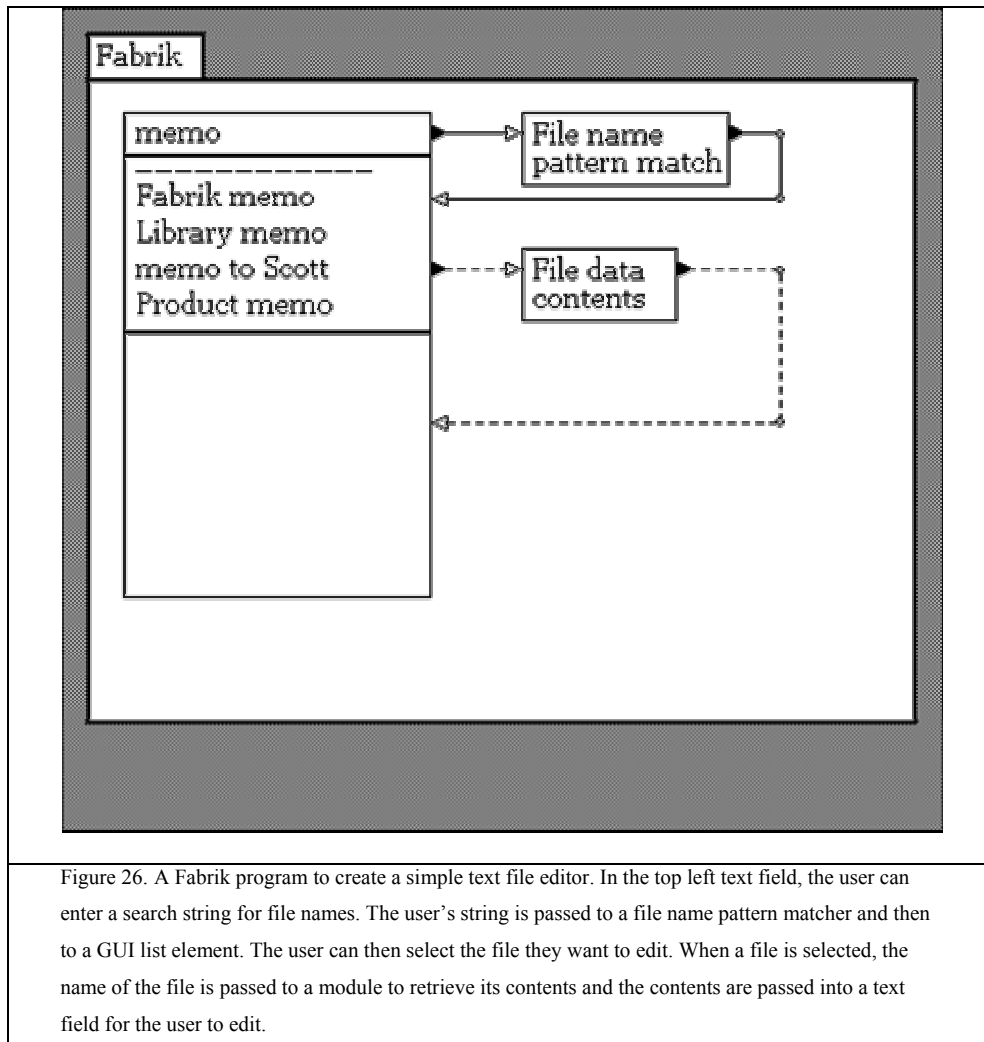 Fabrik
memo
File name
pattern match
Fabrik memo
Library memo
memo to Scott
Product memo
File data
contents
Figure 26. A Fabrik program to create a simple text file editor. In the top left text field, the user can
enter a search string for file names. The user’s string is passed to a file name pattern matcher and then
to a GUI list element. The user can then select the file they want to edit. When a file is selected, the
name of the file is passed to a module to retrieve its contents and the contents are passed into a text
field for the user to edit.